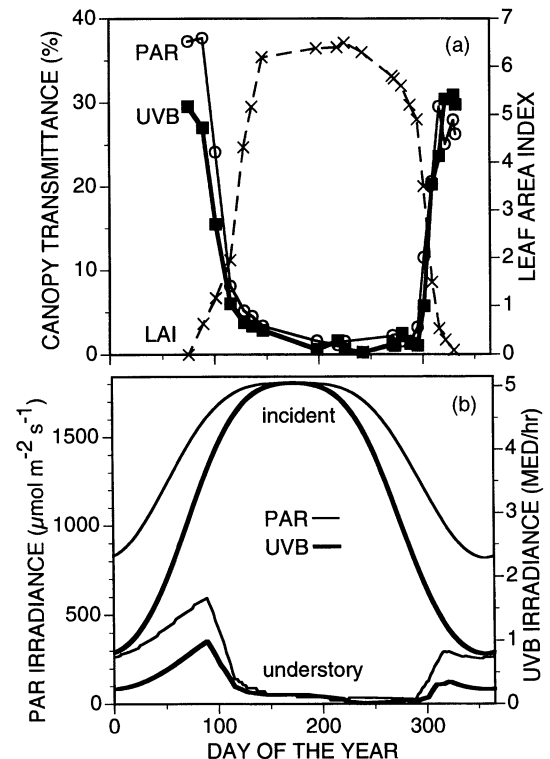 (a)
PAR
UVB
LAI
CANOPY TRANSMITTANCE (%)
40
30
20
10
0
LEAF AREA INDEX
7
6
5
4
3
2
1
0
(b)
incident
PAR
UVB
understory
PAR IRRADIANCE (µmol m-2 s-1)
1500
1000
500
0
UVB IRRADIANCE (MED/hr)
5
4
3
2
1
0
0 100 200 300
DAY OF THE YEAR